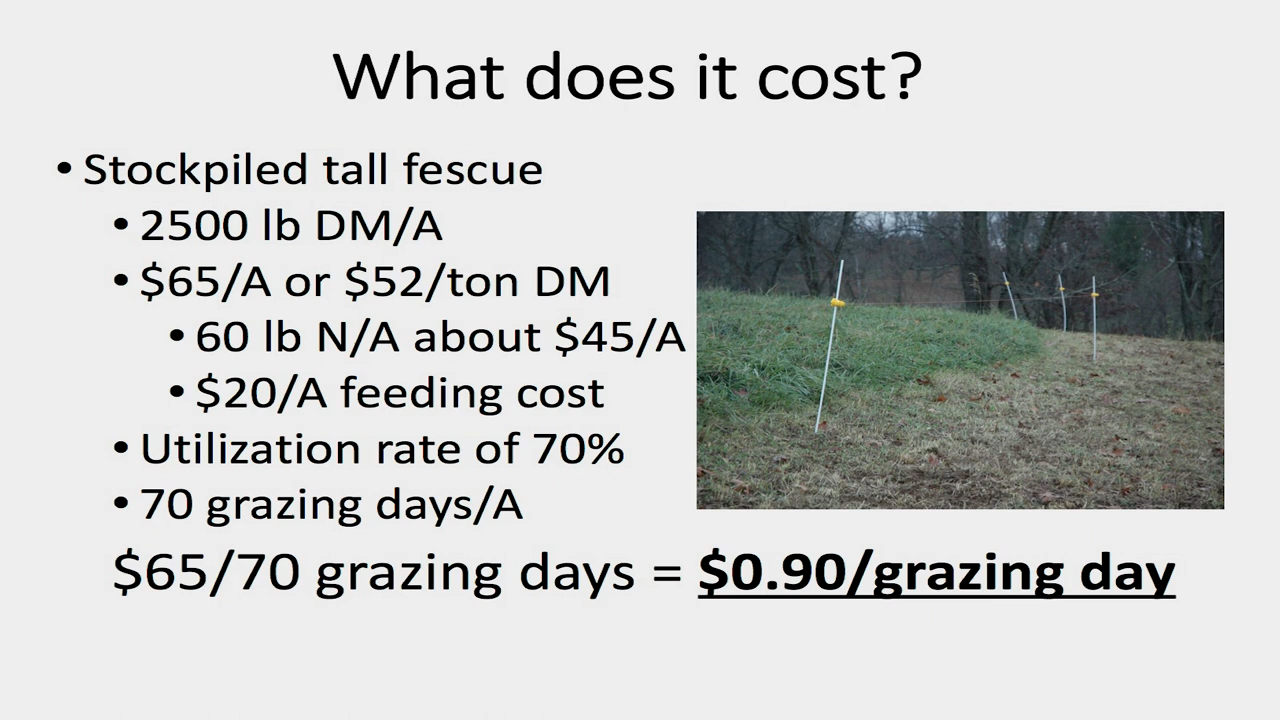 What does it cost?
• Stockpiled tall fescue
• 2500 lb DM/A
• $65/A or $52/ton DM
• 60 lb N/A about $45/A
• $20/A feeding cost
• Utilization rate of 70%
• 70 grazing days/A
$65/70 grazing days = $0.90/grazing day